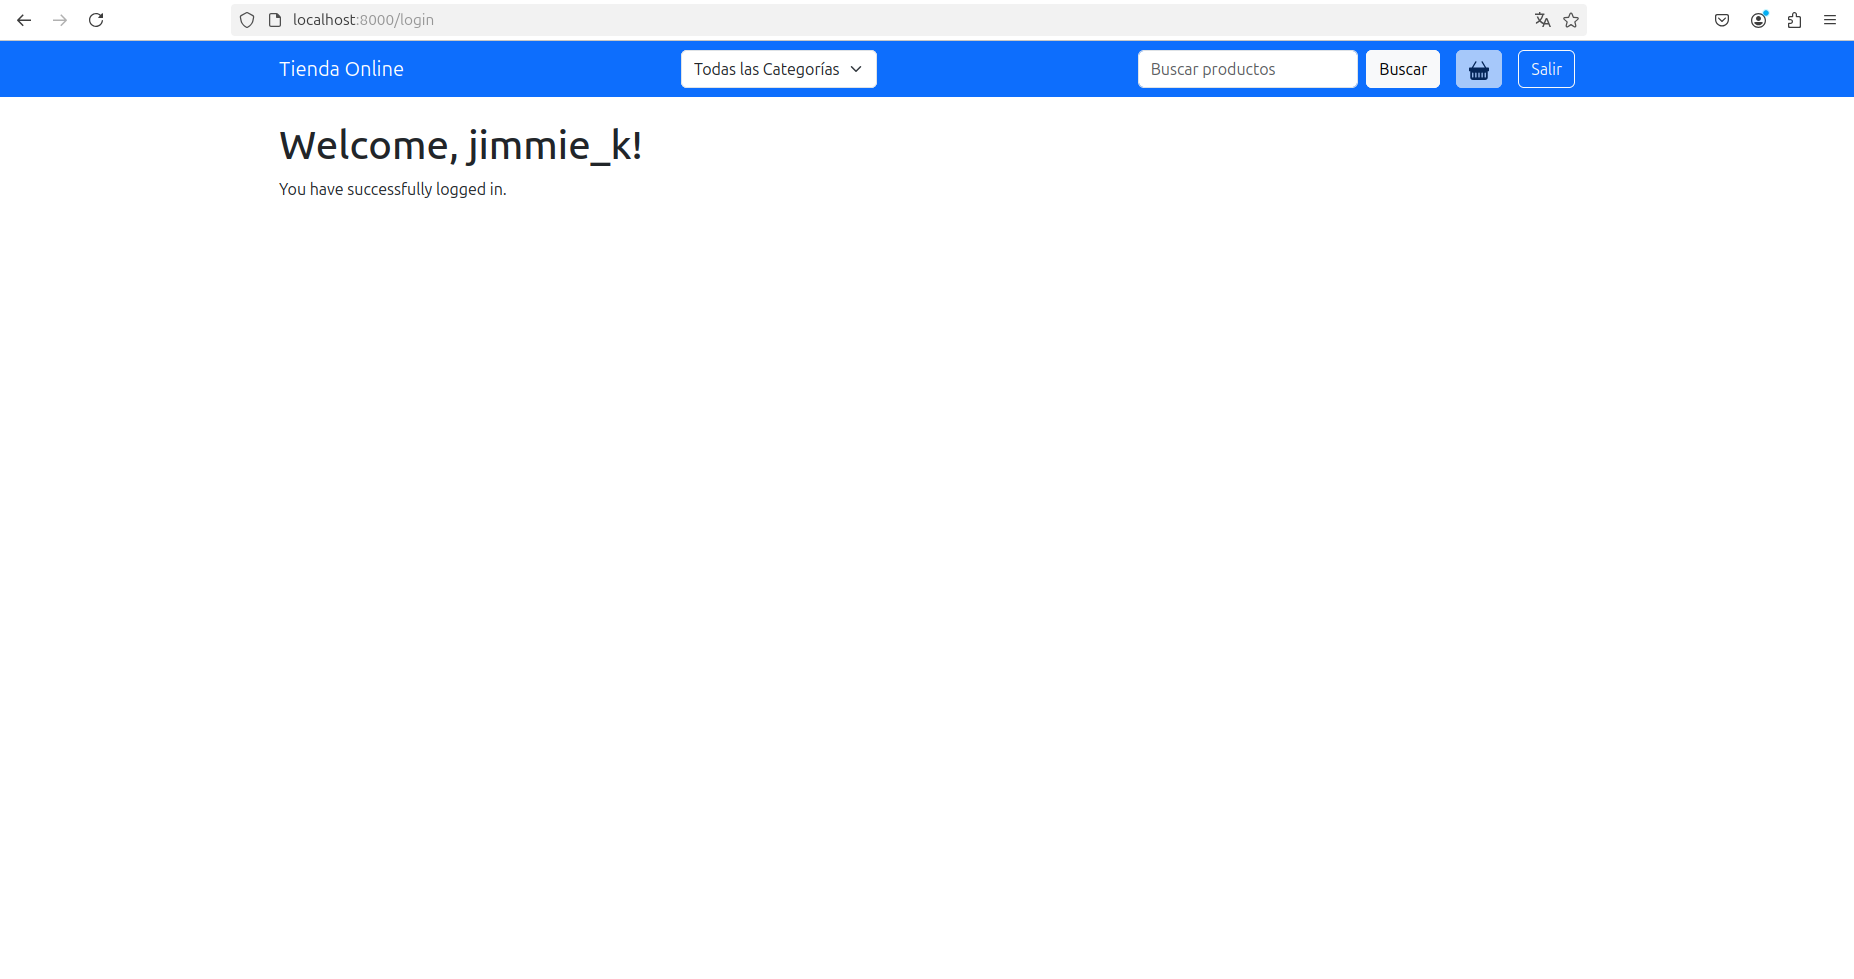 localhost:8000/login
Tienda Online
Todas las Categorías
Buscar productos
Buscar
Salir
Welcome, jimmie_k!
You have successfully logged in.